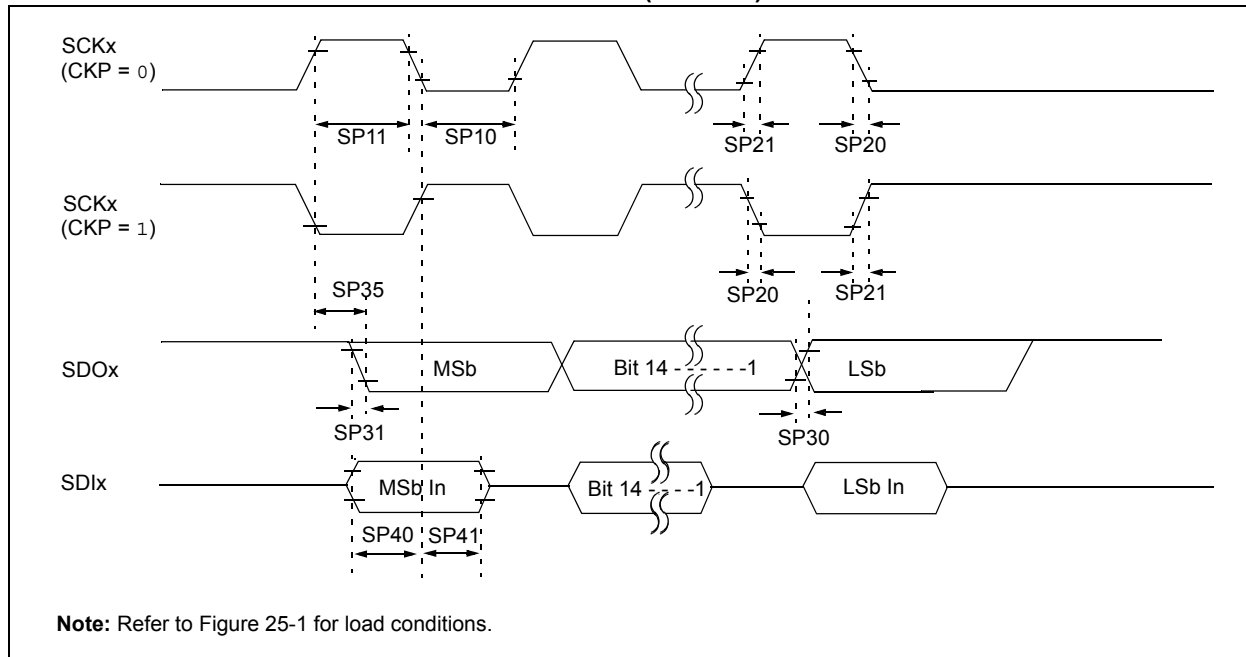 SCKx
(CKP = 0)
SP11
SP10
SP21
SP20
SCKx
(CKP = 1)
SP20
SP21
SP35
SDOx
MSb
Bit 14 - - - - - -1
LSb
SP31
SP30
SDIx
MSb In
Bit 14 - - - -1
LSb In
SP40
SP41
Note: Refer to Figure 25-1 for load conditions.